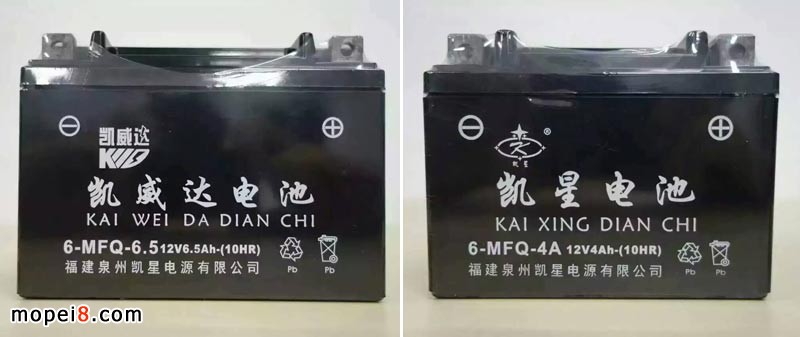 凯威达
KWD
凯威达电池
KAI WEI DA DIAN CHI
6-MFQ-6.5 12V6.5Ah-(10HR)
Pb
Pb
福建泉州凯星电源有限公司
mopei8.com
®
凯星
凯星电池
KAI XING DIAN CHI
6-MFQ-4A 12V4Ah-(10HR)
Pb
Pb
福建泉州凯星电源有限公司